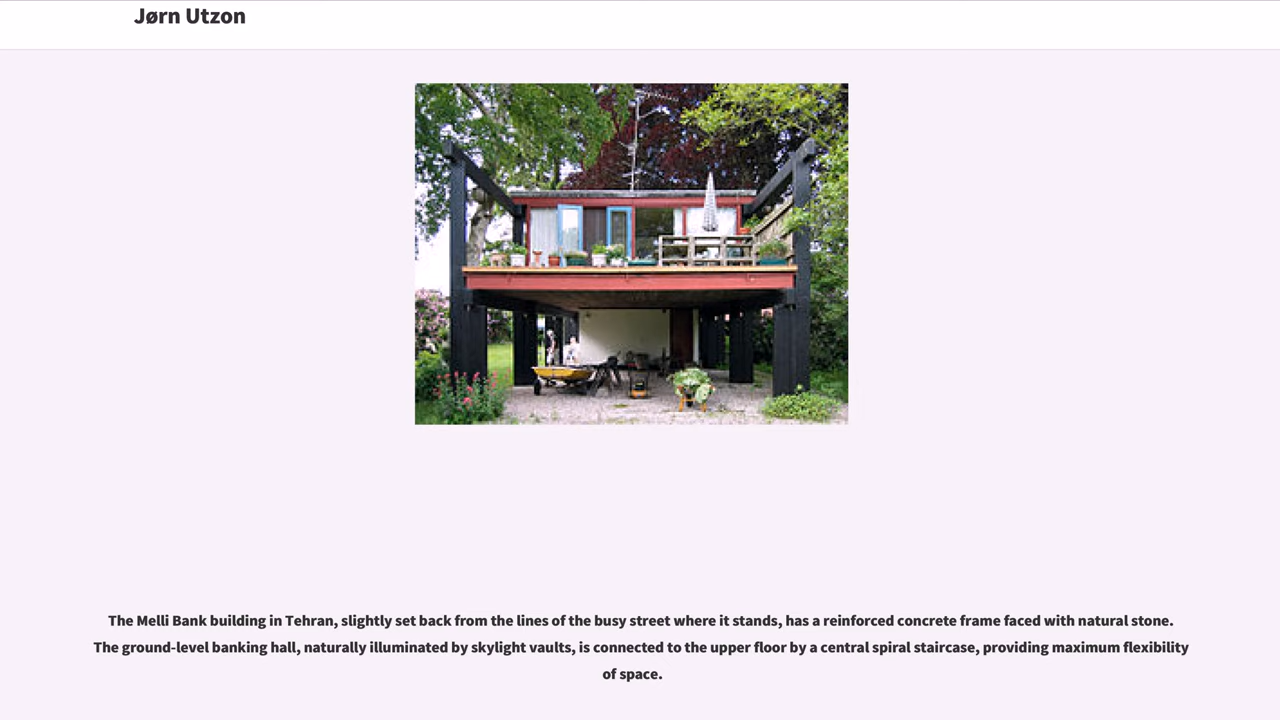 Jørn Utzon
The Melli Bank building in Tehran, slightly set back from the lines of the busy street where it stands, has a reinforced concrete frame faced with natural stone.
The ground-level banking hall, naturally illuminated by skylight vaults, is connected to the upper floor by a central spiral staircase, providing maximum flexibility
of space.